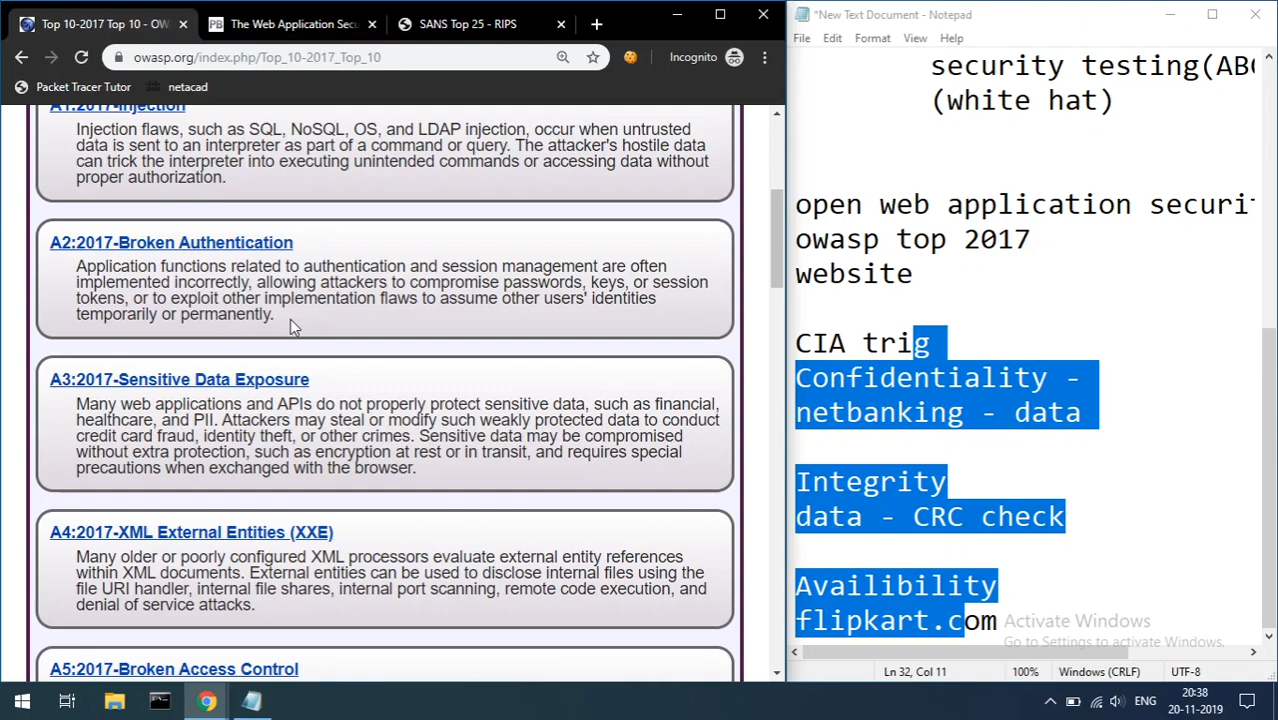 Top 10-2017 Top 10 - OW
The Web Application Secu
SANS Top 25 - RIPS
owasp.org/index.php/Top_10-2017_Top_10
Incognito
Packet Tracer Tutor
netacad
A1:2017-Injection
Injection flaws, such as SQL, NoSQL, OS, and LDAP injection, occur when untrusted
data is sent to an interpreter as part of a command or query. The attacker's hostile data
can trick the interpreter into executing unintended commands or accessing data without
proper authorization.
A2:2017-Broken Authentication
Application functions related to authentication and session management are often
implemented incorrectly, allowing attackers to compromise passwords, keys, or session
tokens, or to exploit other implementation flaws to assume other users' identities
temporarily or permanently.
A3:2017-Sensitive Data Exposure
Many web applications and APIs do not properly protect sensitive data, such as financial,
healthcare, and PII. Attackers may steal or modify such weakly protected data to conduct
credit card fraud, identity theft, or other crimes. Sensitive data may be compromised
without extra protection, such as encryption at rest or in transit, and requires special
precautions when exchanged with the browser.
A4:2017-XML External Entities (XXE)
Many older or poorly configured XML processors evaluate external entity references
within XML documents. External entities can be used to disclose internal files using the
file URI handler, internal file shares, internal port scanning, remote code execution, and
denial of service attacks.
A5:2017-Broken Access Control
*New Text Document - Notepad
File Edit Format View Help
security testing(ABC
(white hat)
open web application securit
owasp top 2017
website
CIA trig
Confidentiality -
netbanking - data
Integrity
data - CRC check
Availibility
flipkart.com
Activate Windows
Go to Settings to activate Windows.
Ln 32, Col 11
100%
Windows (CRLF)
UTF-8
ENG
20:38
20-11-2019